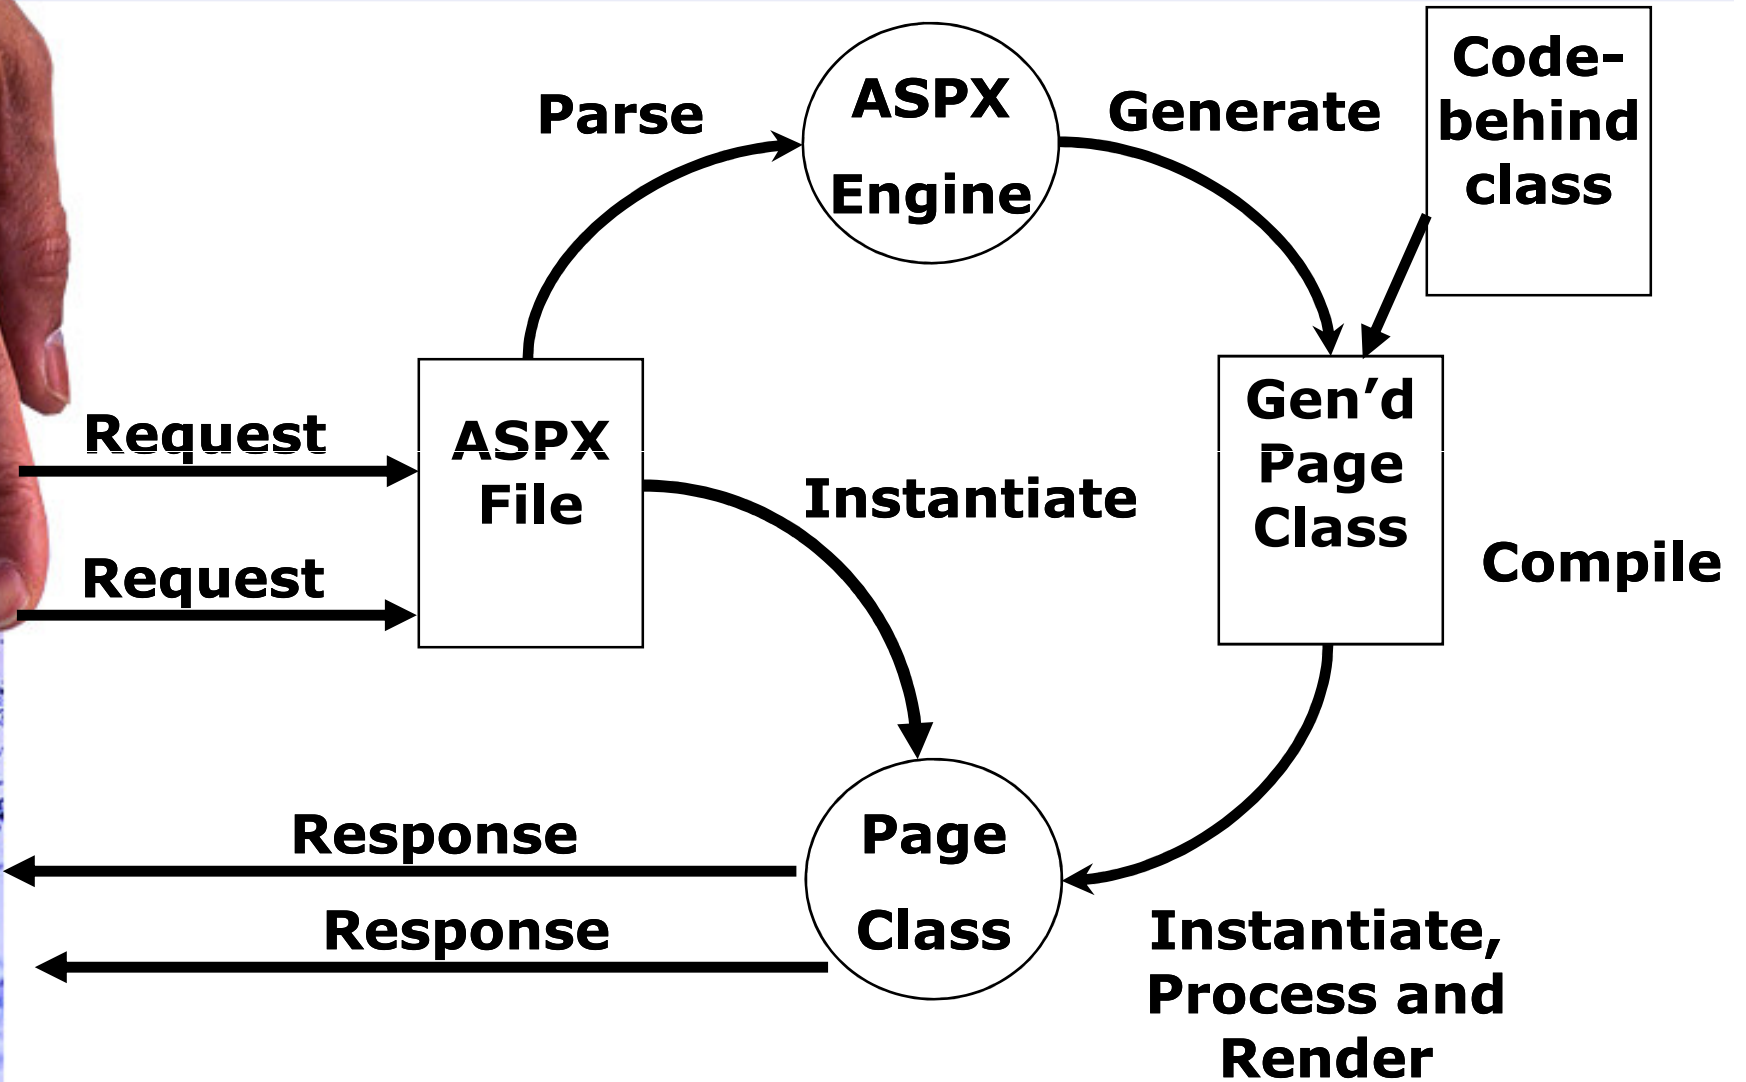 Parse
ASPX
Engine
Generate
Code-
behind
class
Request
ASPX
File
Request
Instantiate
Gen’d
Page
Class
Compile
Response
Page
Class
Response
Instantiate,
Process and
Render